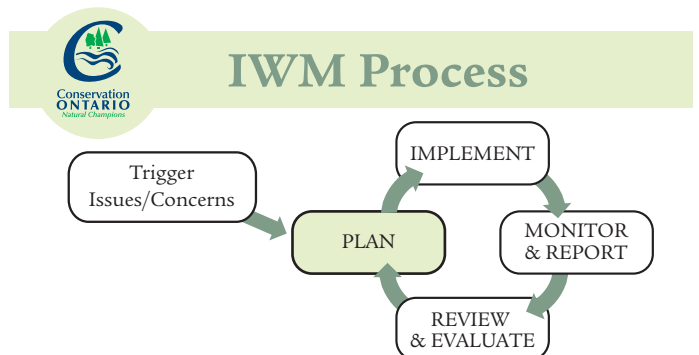 Conservation
ONTARIO
Natural Champions
IWM Process
Trigger
Issues/Concerns
IMPLEMENT
PLAN
MONITOR
& REPORT
REVIEW
& EVALUATE